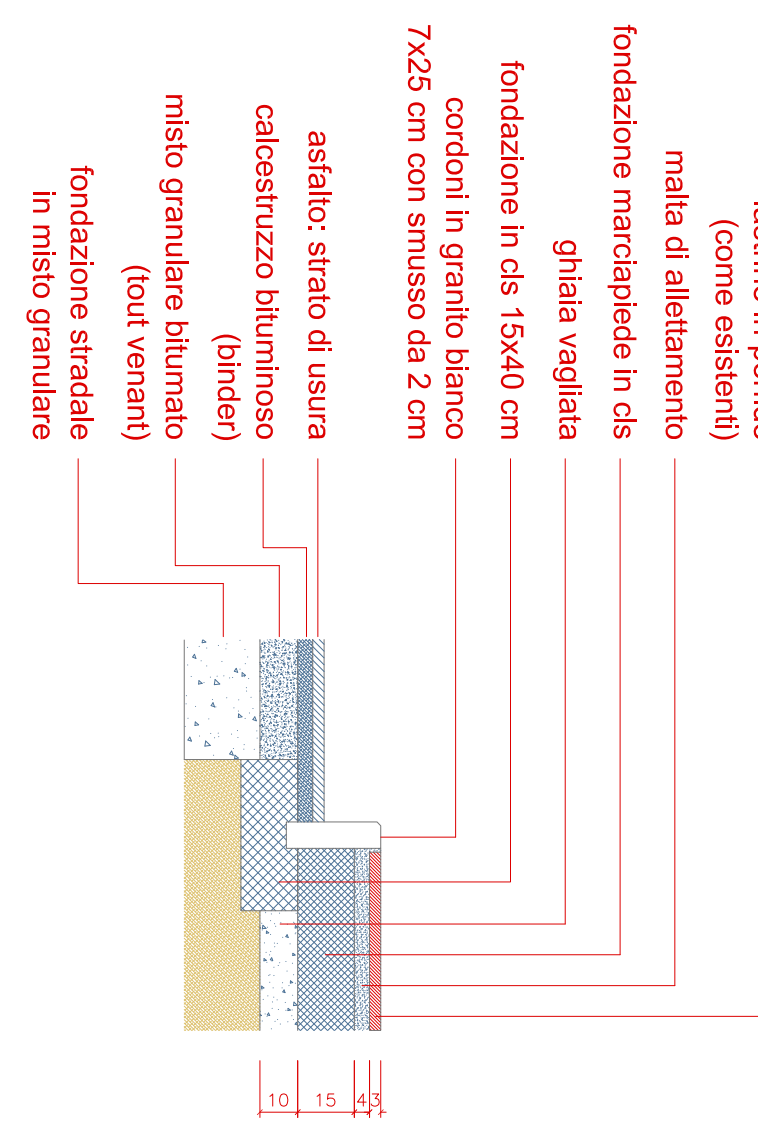 (come esistenti)
malta di allettamento
fondazione marciapiede in cls
ghiaia vagliata
fondazione in cls 15x40 cm
cordoni in granito bianco
7x25 cm con smusso da 2 cm
asfalto: strato di usura
calcestruzzo bituminoso
(binder)
misto granulare bitumato
(tout venant)
fondazione stradale
in misto granulare
10 15 4 3